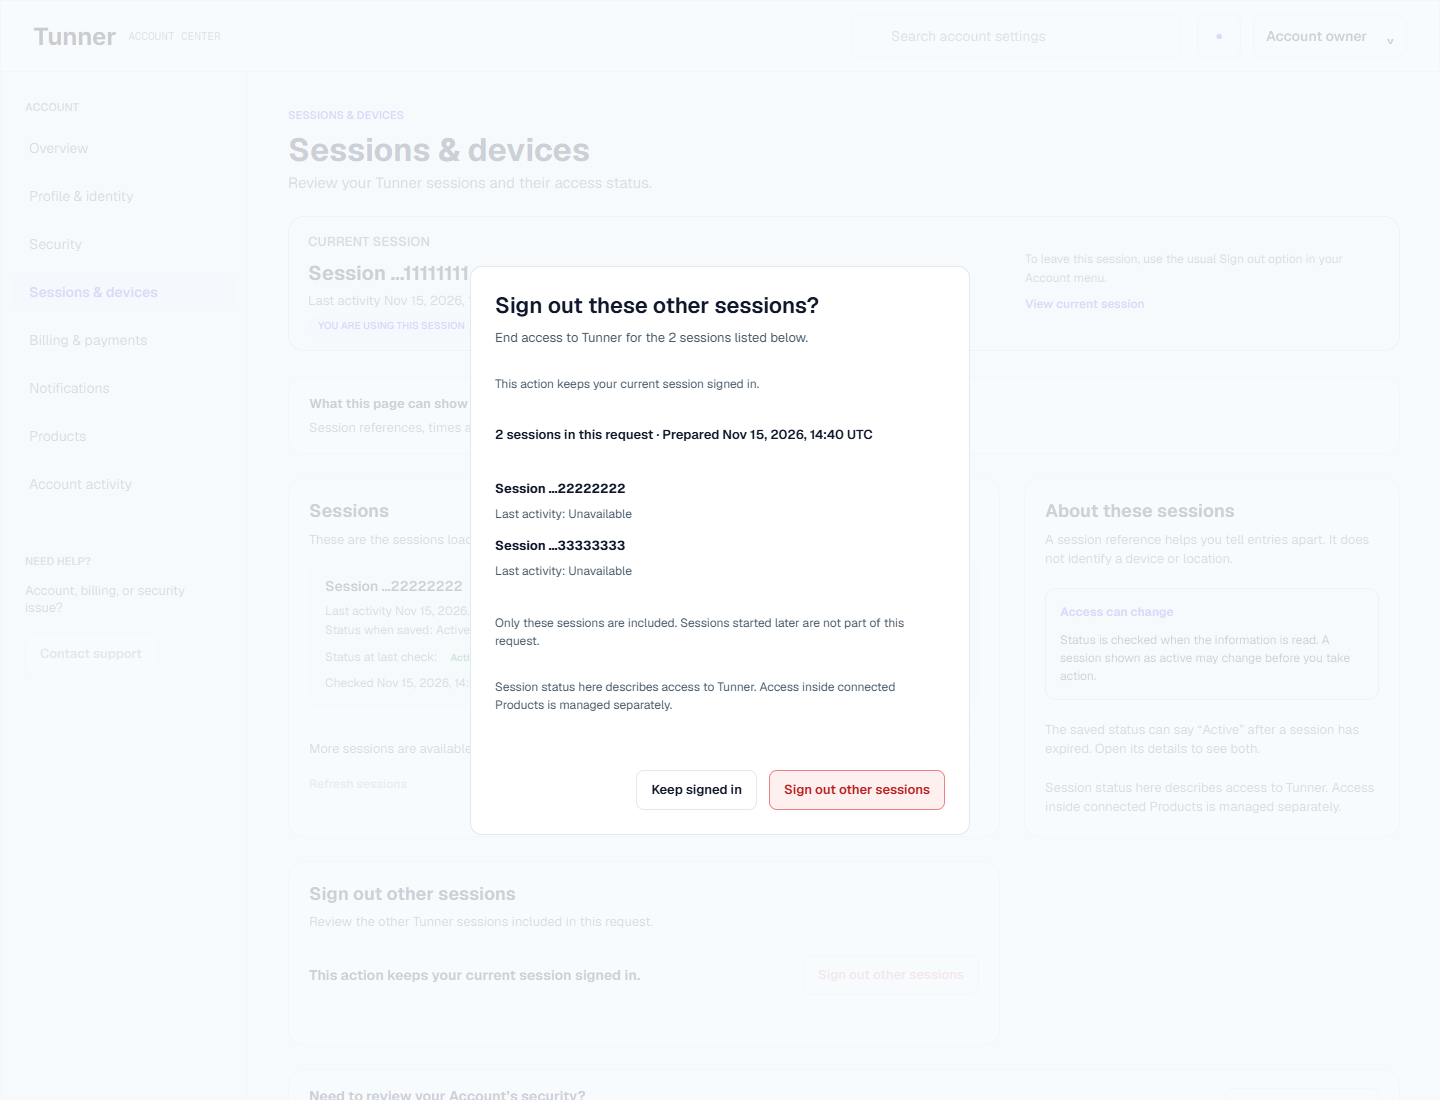 Tunner ACCOUNT CENTER
Search account settings
Account owner
ACCOUNT
Overview
Profile & identity
Security
Sessions & devices
Billing & payments
Notifications
Products
Account activity
NEED HELP?
Account, billing, or security
issue?
Contact support
SESSIONS & DEVICES
Sessions & devices
Review your Tunner sessions and their access status.
CURRENT SESSION
Session ...11111111
Last activity Nov 15, 2026,
YOU ARE USING THIS SESSION
To leave this session, use the usual Sign out option in your
Account menu.
View current session
What this page can show
Session references, times a
Sessions
These are the sessions load
Session ...22222222
Last activity Nov 15, 2026,
Status when saved: Active
Status at last check: Acti
Checked Nov 15, 2026, 14:
More sessions are available
Refresh sessions
About these sessions
A session reference helps you tell entries apart. It does
not identify a device or location.
Access can change
Status is checked when the information is read. A
session shown as active may change before you take
action.
The saved status can say “Active” after a session has
expired. Open its details to see both.
Session status here describes access to Tunner. Access
inside connected Products is managed separately.
Sign out these other sessions?
End access to Tunner for the 2 sessions listed below.
This action keeps your current session signed in.
2 sessions in this request · Prepared Nov 15, 2026, 14:40 UTC
Session ...22222222
Last activity: Unavailable
Session ...33333333
Last activity: Unavailable
Only these sessions are included. Sessions started later are not part of this
request.
Session status here describes access to Tunner. Access inside connected
Products is managed separately.
Keep signed in
Sign out other sessions
Sign out other sessions
Review the other Tunner sessions included in this request.
This action keeps your current session signed in.
Sign out other sessions
Need to review your Account’s security?